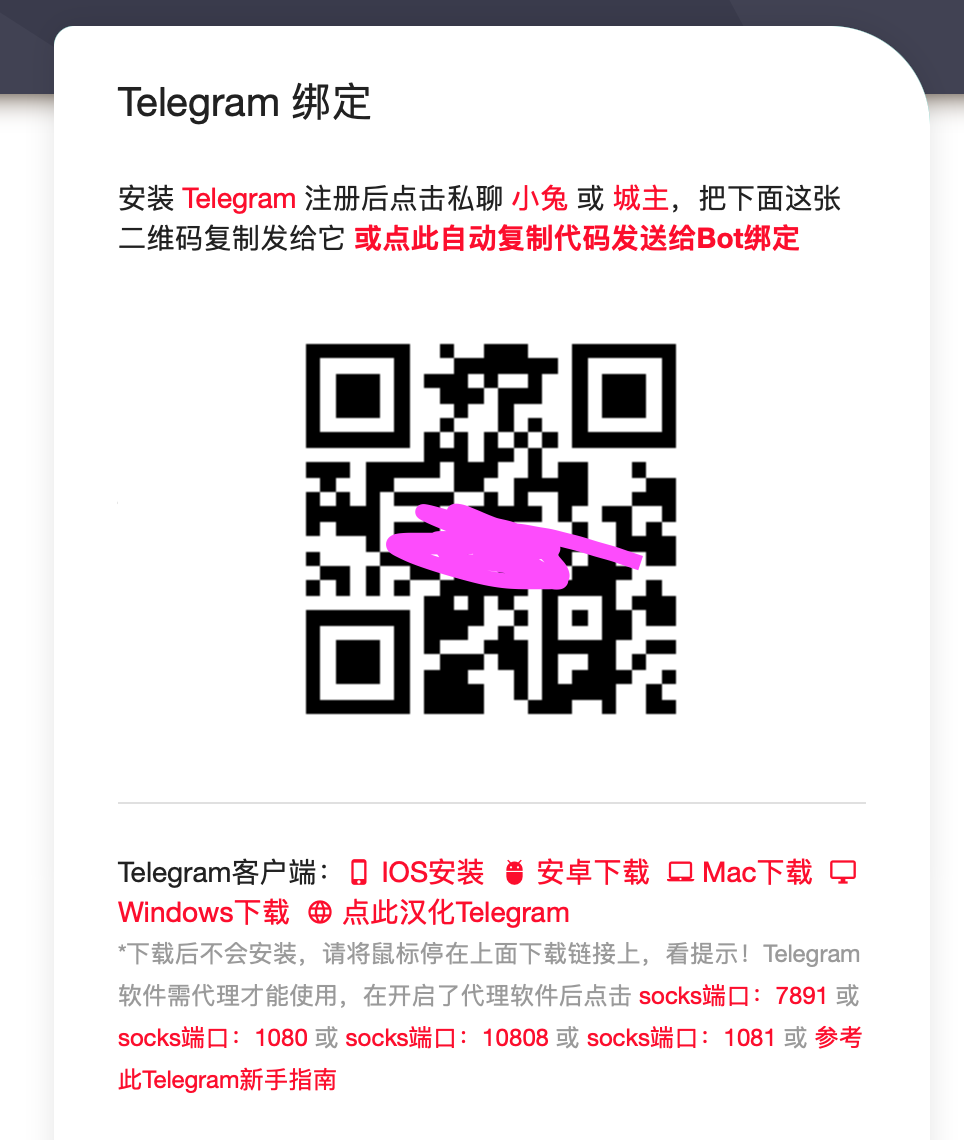 Telegram 绑定
安装 Telegram 注册后点击私聊 小兔 或 城主，把下面这张
二维码复制发给它 或点此自动复制代码发送给Bot绑定
Telegram客户端： IOS安装 安卓下载 Mac下载
Windows下载 点此汉化Telegram
*下载后不会安装，请将鼠标停在上面下载链接上，看提示！Telegram
软件需代理才能使用，在开启了代理软件后点击 socks端口：7891 或
socks端口：1080 或 socks端口：10808 或 socks端口：1081 或 参考
此Telegram新手指南